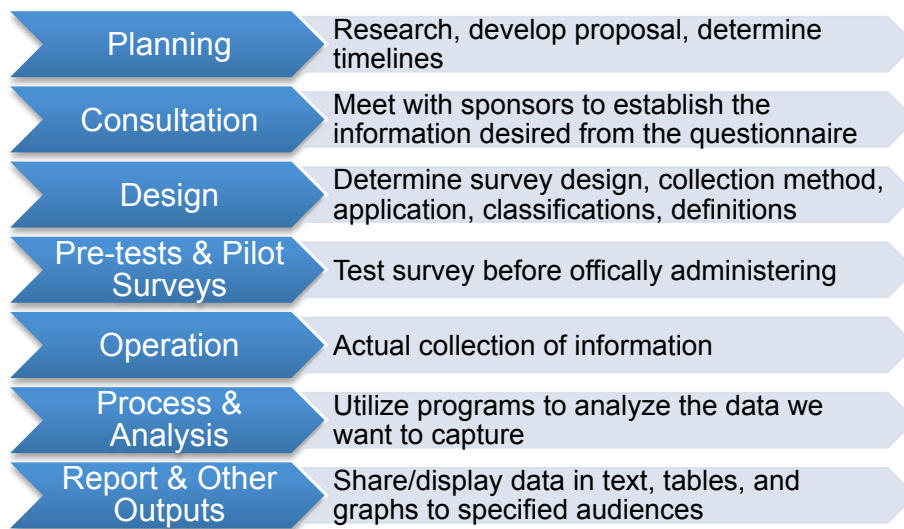 Planning
Research, develop proposal, determine
timelines
Consultation
Meet with sponsors to establish the
information desired from the questionnaire
Design
Determine survey design, collection method,
application, classifications, definitions
Pre-tests & Pilot
Surveys
Test survey before offically administering
Operation
Actual collection of information
Process &
Analysis
Utilize programs to analyze the data we
want to capture
Report & Other
Outputs
Share/display data in text, tables, and
graphs to specified audiences